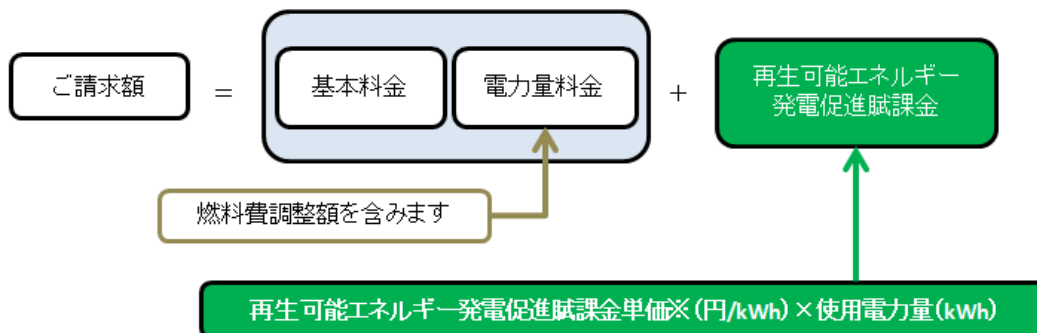 ご請求額
=
基本料金
電力量料金
+
再生可能エネルギー
発電促進賦課金
燃料費調整額を含みます
再生可能エネルギー発電促進賦課金単価※(円/kWh)×使用電力量(kWh)